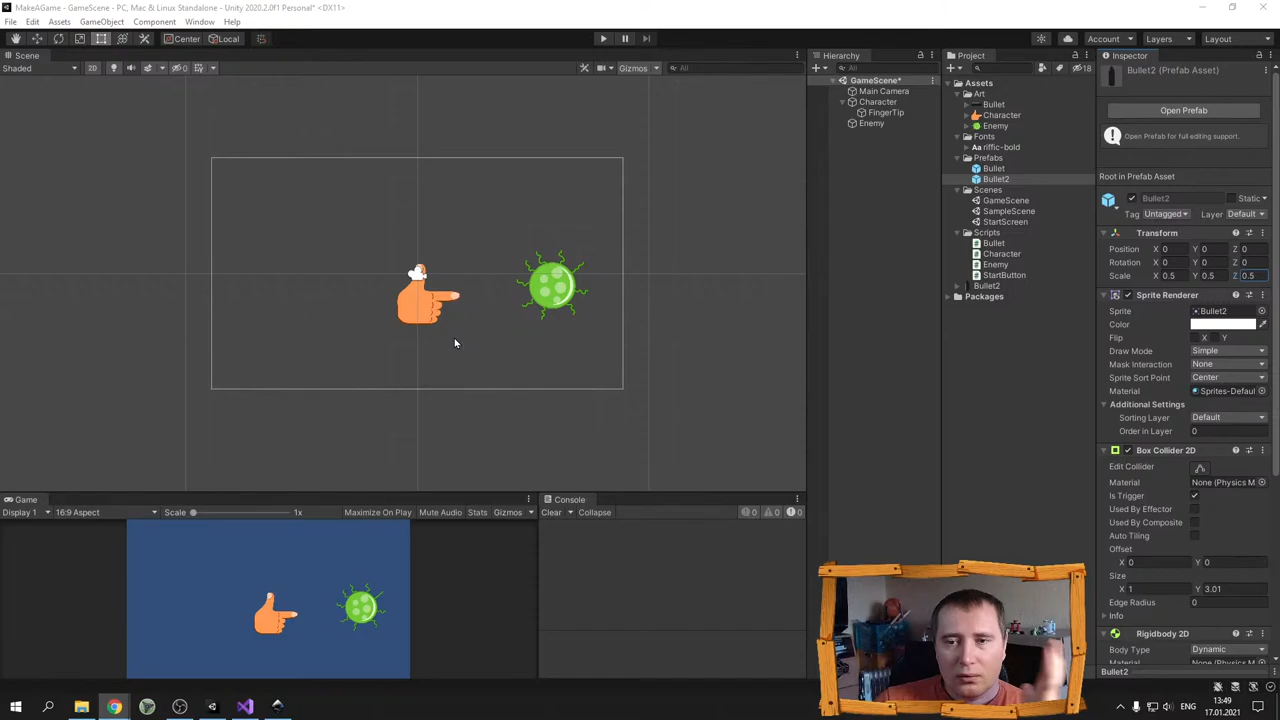 MakeAGame - GameScene - PC, Mac & Linux Standalone - Unity 2020.2.0f1 Personal* <DX11>
File Edit Assets GameObject Component Window Help
Center Local Account Layers Layout
Scene
Shaded 2D 0 Gizmos All
Hierarchy
All
GameScene*
Main Camera
Character
FingerTip
Enemy
Project
18
Assets
Art
Bullet
Character
Enemy
Fonts
Aa riffic-bold
Prefabs
Bullet
Bullet2
Scenes
GameScene
SampleScene
StartScreen
Scripts
# Bullet
# Character
# Enemy
# StartButton
Bullet2
Packages
Inspector
Bullet2 (Prefab Asset)
Open Prefab
Open Prefab for full editing support.
Root in Prefab Asset
Bullet2 Static
Tag Untagged Layer Default
Transform
Position X 0 Y 0 Z 0
Rotation X 0 Y 0 Z 0
Scale X 0.5 Y 0.5 Z 0.5
Sprite Renderer
Sprite Bullet2
Color
Flip X Y
Draw Mode Simple
Mask Interaction None
Sprite Sort Point Center
Material Sprites-Defaul
Additional Settings
Sorting Layer Default
Order in Layer 0
Box Collider 2D
Edit Collider
Material None (Physics M
Is Trigger
Used By Effector
Used By Composite
Auto Tiling
Offset
X 0 Y 0
Size
X 1 Y 3.01
Edge Radius 0
Info
Rigidbody 2D
Body Type Dynamic
Material None (Physics M
Bullet2
Game
Display 1 16:9 Aspect Scale 1x Maximize On Play Mute Audio Stats Gizmos
Console
Clear Collapse 0 0 0
ENG 13:49
17.01.2021